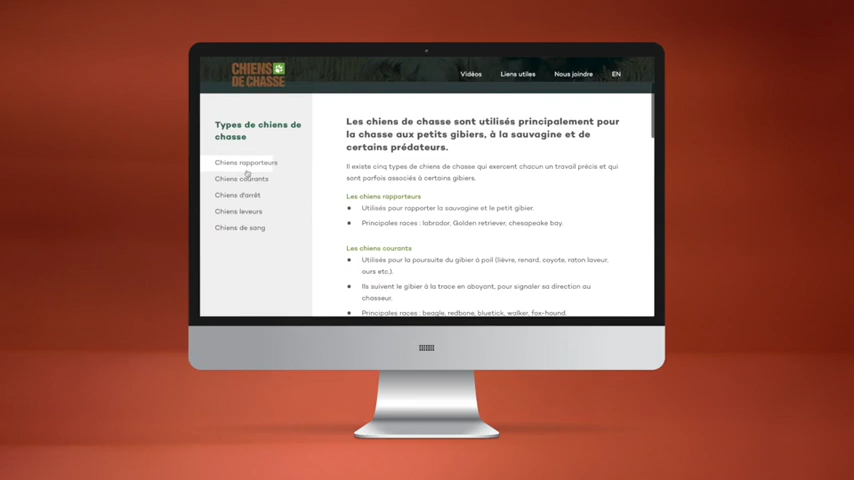 CHIENS
DE CHASSE
Vidéos Liens utiles Nous joindre EN
Types de chiens de
chasse
Chiens rapporteurs
Chiens courants
Chiens d'arrêt
Chiens leveurs
Chiens de sang
Les chiens de chasse sont utilisés principalement pour
la chasse aux petits gibiers, à la sauvagine et de
certains prédateurs.
Il existe cinq types de chiens de chasse qui exercent chacun un travail précis et qui
sont parfois associés à certains gibiers.
Les chiens rapporteurs
● Utilisés pour rapporter la sauvagine et le petit gibier.
● Principales races : labrador, Golden retriever, chesapeake bay.
Les chiens courants
● Utilisés pour la poursuite du gibier à poil (lièvre, renard, coyote, raton laveur,
ours etc.).
● Ils suivent le gibier à la trace en aboyant, pour signaler sa direction au
chasseur.
● Principales races : beagle, redbone, bluetick, walker, fox-hound.